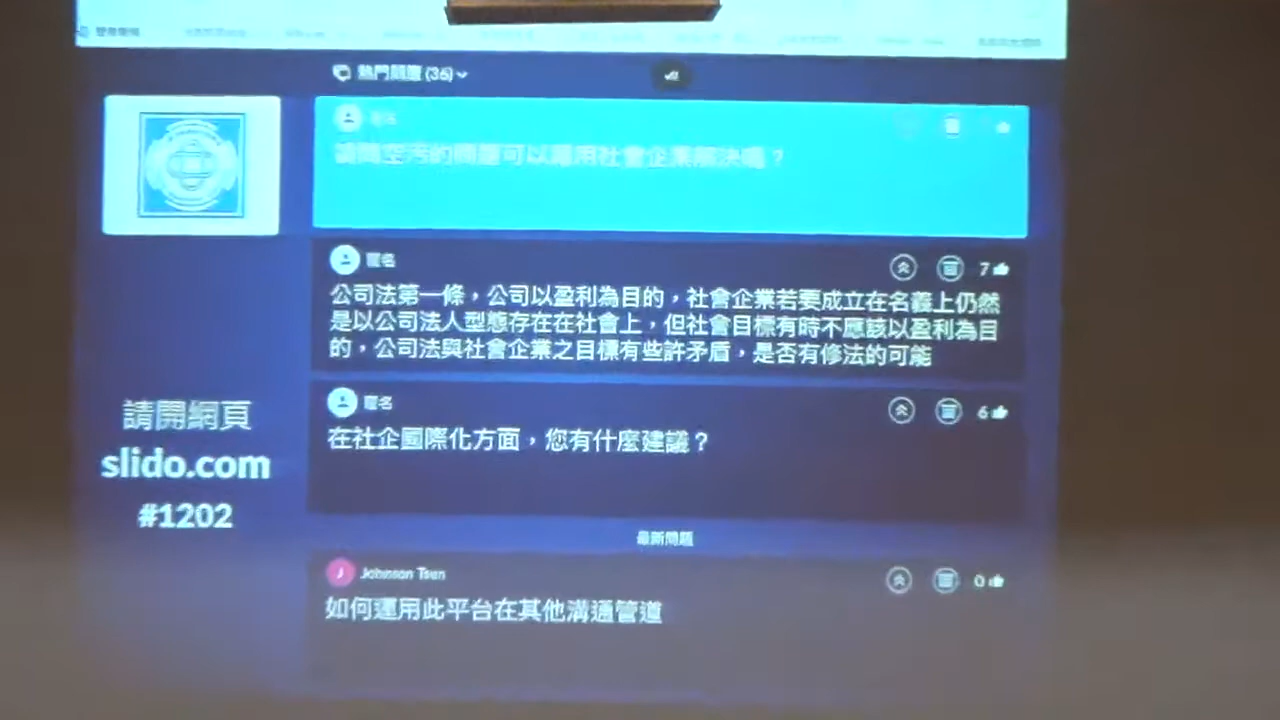 熱門問題 (36)
匿名
請問空污的問題可以運用社會企業解決嗎？
匿名
7
公司法第一條，公司以盈利為目的，社會企業若要成立在名義上仍然
是以公司法人型態存在在社會上，但社會目標有時不應該以盈利為目
的，公司法與社會企業之目標有些許矛盾，是否有修法的可能
匿名
6
在社企國際化方面，您有什麼建議？
請開網頁
slido.com
#1202
最新問題
J
Johnson Tsen
0
如何運用此平台在其他溝通管道